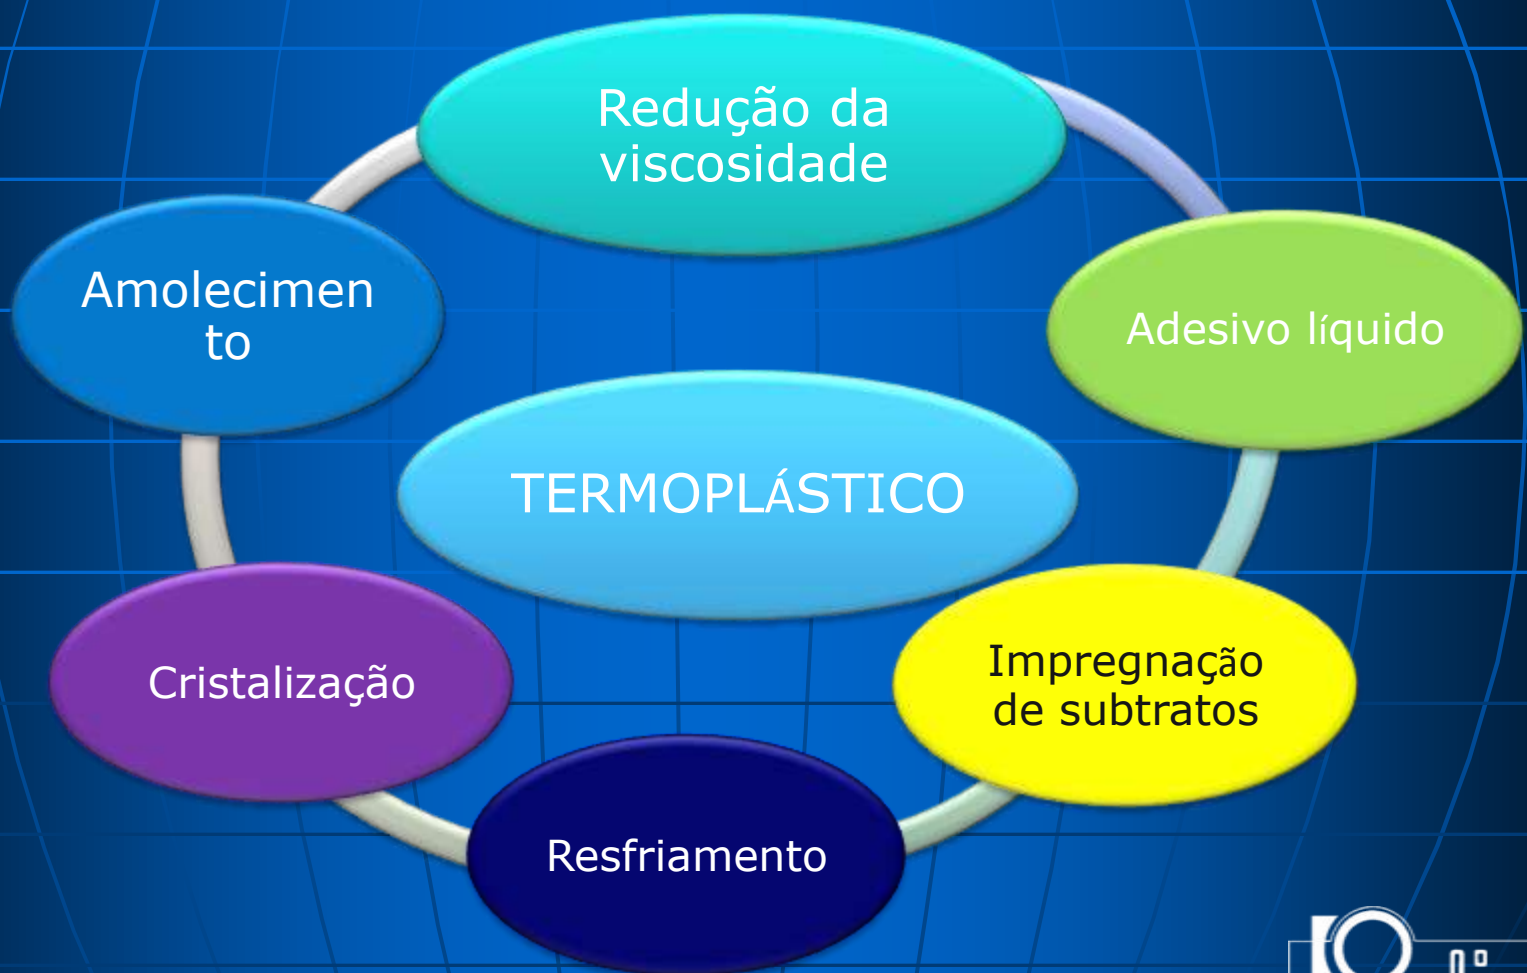 Redução da
viscosidade
Amolecimen
to
Adesivo líquido
TERMOPLÁSTICO
Cristalização
Impregnação
de subtratos
Resfriamento